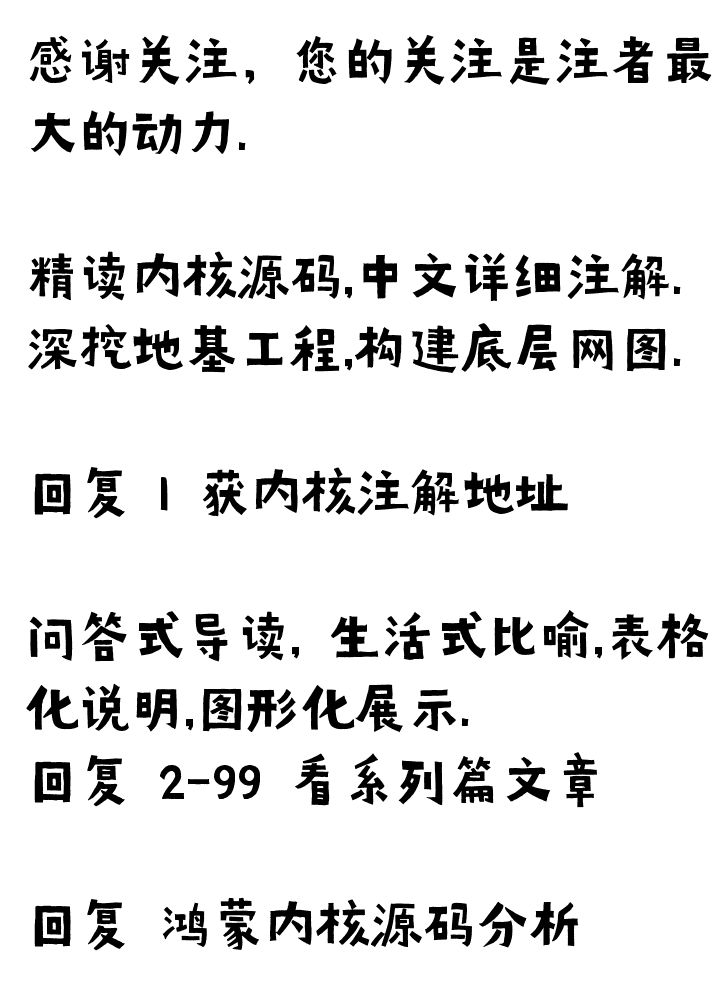 感谢关注，您的关注是注者最
大的动力.
精读内核源码,中文详细注解.
深挖地基工程,构建底层网图.
回复 1 获内核注解地址
问答式导读，生活式比喻,表格
化说明,图形化展示.
回复 2-99 看系列篇文章
回复 鸿蒙内核源码分析